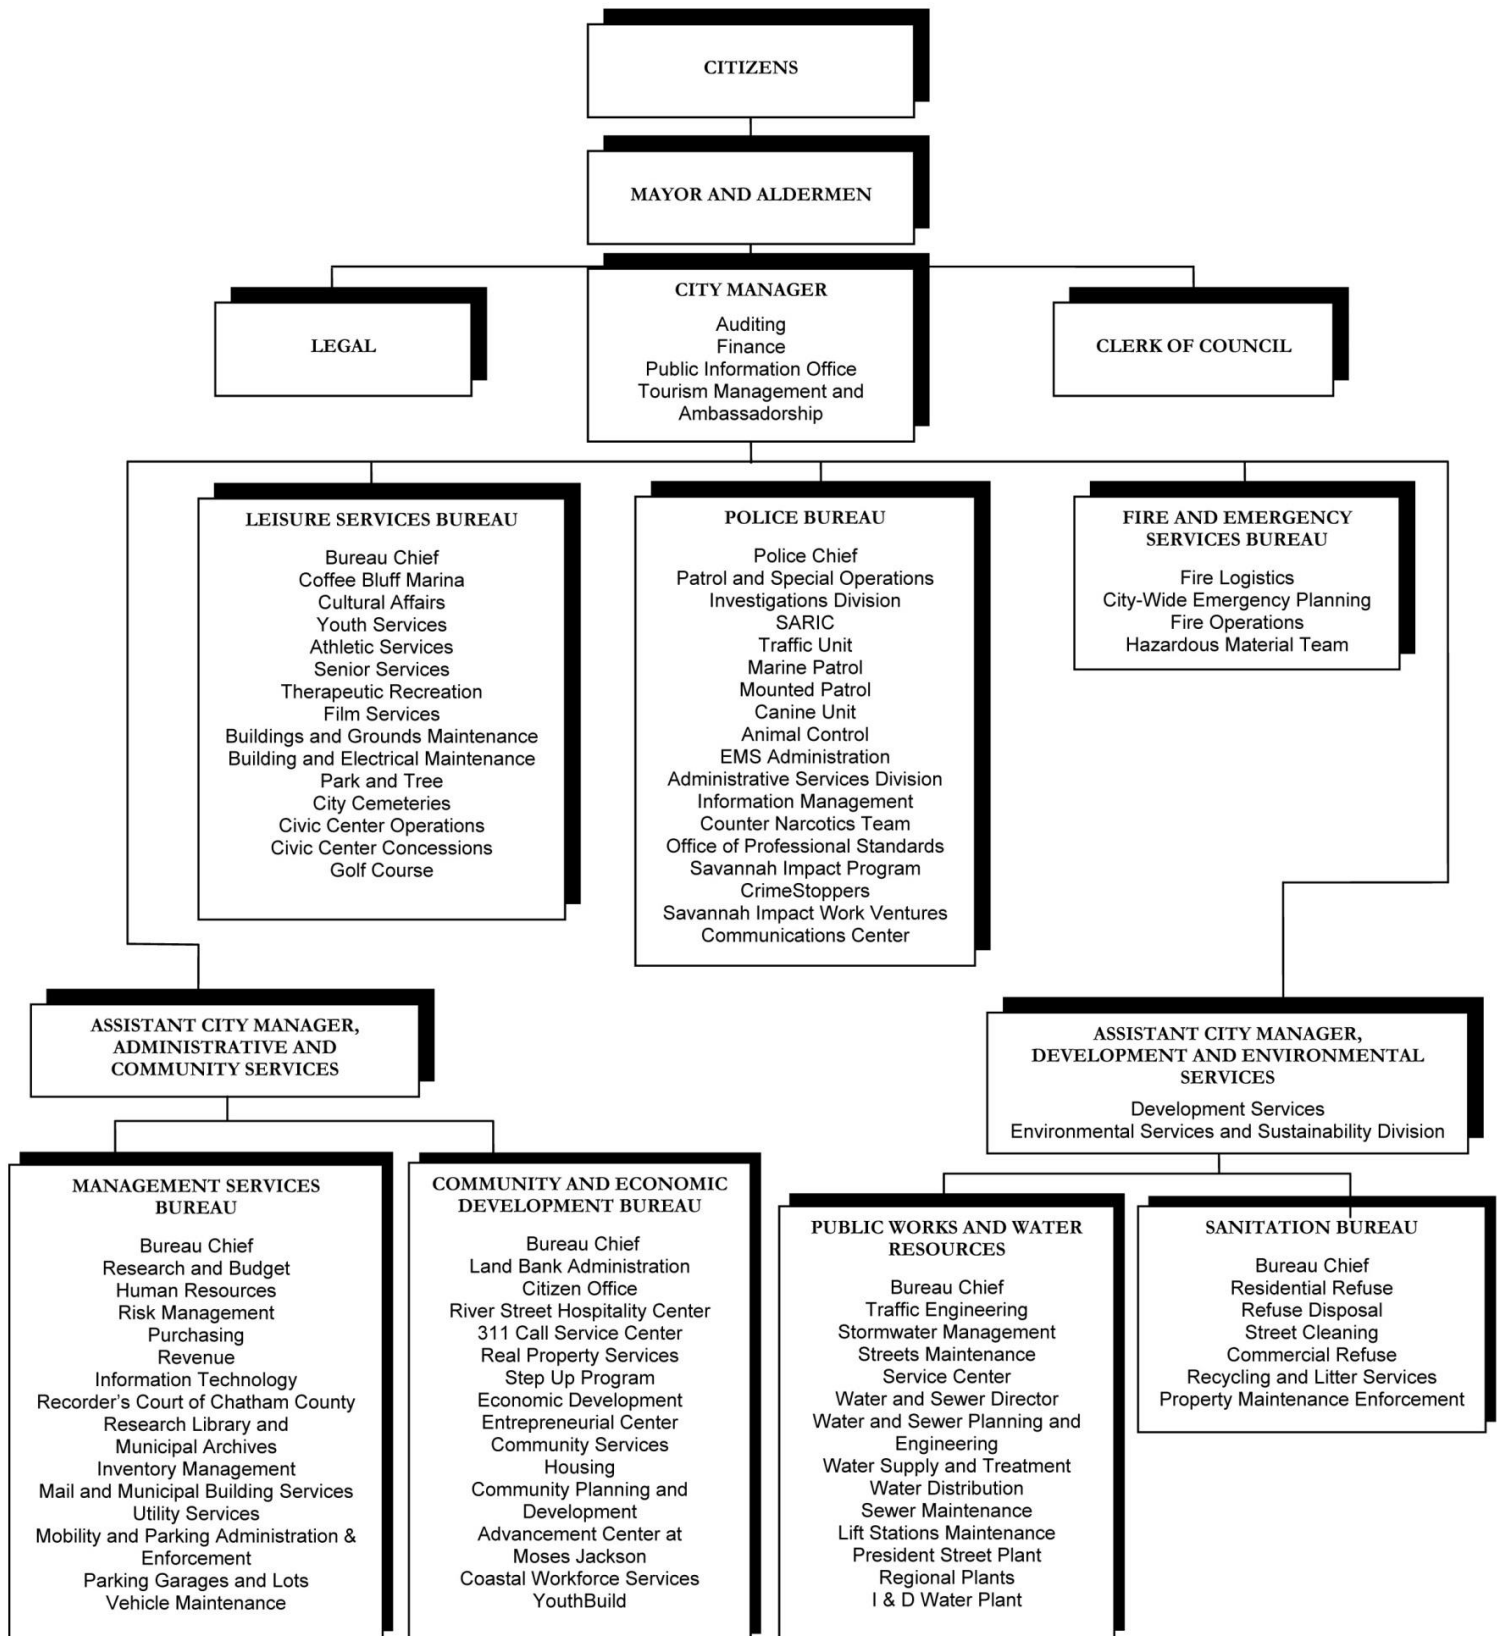 CITIZENS
MAYOR AND ALDERMEN
CITY MANAGER
Auditing
Finance
Public Information Office
Tourism Management and
Ambassadorship
LEGAL
CLERK OF COUNCIL
LEISURE SERVICES BUREAU
Bureau Chief
Coffee Bluff Marina
Cultural Affairs
Youth Services
Athletic Services
Senior Services
Therapeutic Recreation
Film Services
Buildings and Grounds Maintenance
Building and Electrical Maintenance
Park and Tree
City Cemeteries
Civic Center Operations
Civic Center Concessions
Golf Course
POLICE BUREAU
Police Chief
Patrol and Special Operations
Investigations Division
SARIC
Traffic Unit
Marine Patrol
Mounted Patrol
Canine Unit
Animal Control
EMS Administration
Administrative Services Division
Information Management
Counter Narcotics Team
Office of Professional Standards
Savannah Impact Program
CrimeStoppers
Savannah Impact Work Ventures
Communications Center
FIRE AND EMERGENCY
SERVICES BUREAU
Fire Logistics
City-Wide Emergency Planning
Fire Operations
Hazardous Material Team
ASSISTANT CITY MANAGER,
ADMINISTRATIVE AND
COMMUNITY SERVICES
ASSISTANT CITY MANAGER,
DEVELOPMENT AND ENVIRONMENTAL
SERVICES
Development Services
Environmental Services and Sustainability Division
MANAGEMENT SERVICES
BUREAU
Bureau Chief
Research and Budget
Human Resources
Risk Management
Purchasing
Revenue
Information Technology
Recorder's Court of Chatham County
Research Library and
Municipal Archives
Inventory Management
Mail and Municipal Building Services
Utility Services
Mobility and Parking Administration &
Enforcement
Parking Garages and Lots
Vehicle Maintenance
COMMUNITY AND ECONOMIC
DEVELOPMENT BUREAU
Bureau Chief
Land Bank Administration
Citizen Office
River Street Hospitality Center
311 Call Service Center
Real Property Services
Step Up Program
Economic Development
Entrepreneurial Center
Community Services
Housing
Community Planning and
Development
Advancement Center at
Moses Jackson
Coastal Workforce Services
YouthBuild
PUBLIC WORKS AND WATER
RESOURCES
Bureau Chief
Traffic Engineering
Stormwater Management
Streets Maintenance
Service Center
Water and Sewer Director
Water and Sewer Planning and
Engineering
Water Supply and Treatment
Water Distribution
Sewer Maintenance
Lift Stations Maintenance
President Street Plant
Regional Plants
I & D Water Plant
SANITATION BUREAU
Bureau Chief
Residential Refuse
Refuse Disposal
Street Cleaning
Commercial Refuse
Recycling and Litter Services
Property Maintenance Enforcement